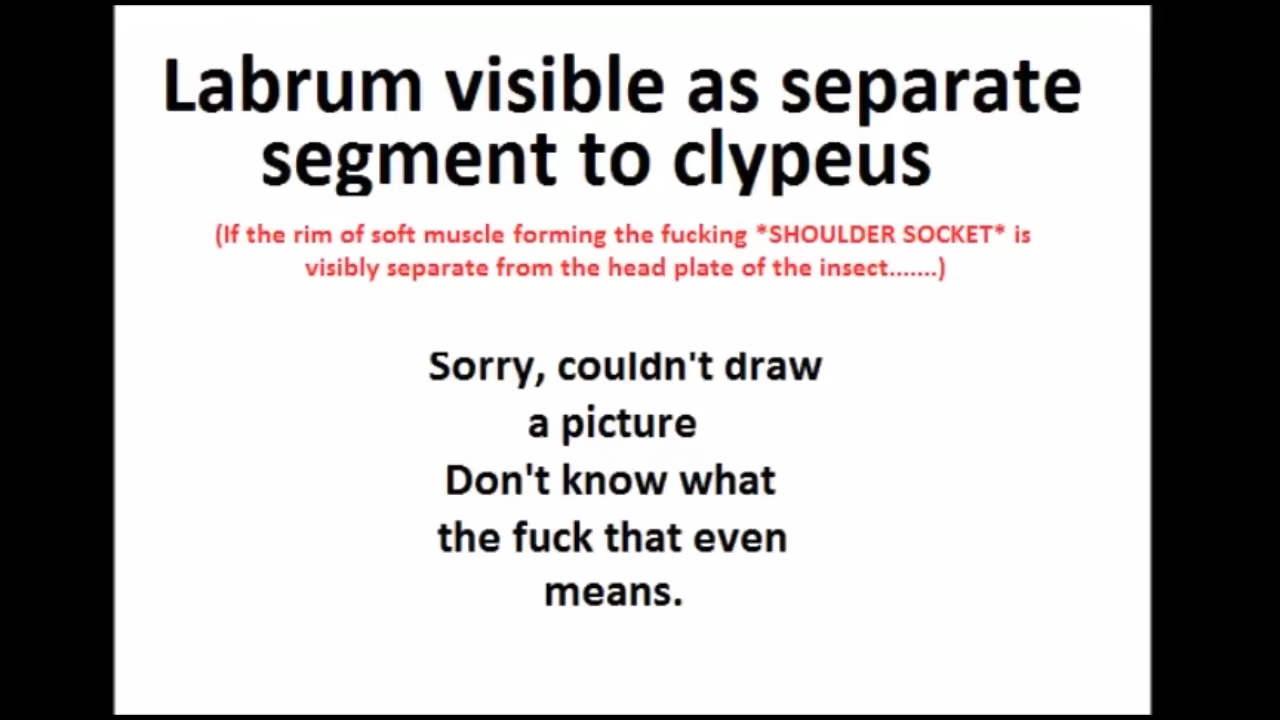 Labrum visible as separate
segment to clypeus
(If the rim of soft muscle forming the fucking *SHOULDER SOCKET* is
visibly separate from the head plate of the insect.......)
Sorry, couldn't draw
a picture
Don't know what
the fuck that even
means.